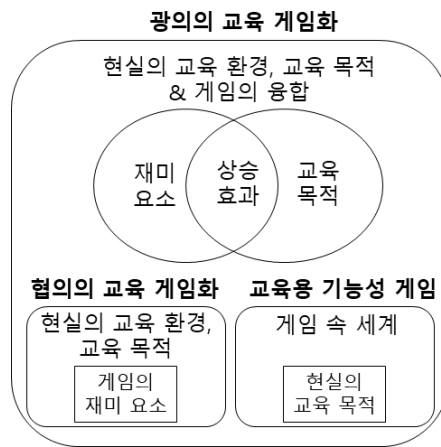 광의의 교육 게임화
현실의 교육 환경, 교육 목적
& 게임의 융합
재미
요소
상승
효과
교육
목적
협의의 교육 게임화
현실의 교육 환경,
교육 목적
게임의
재미 요소
교육용 기능성 게임
게임 속 세계
현실의
교육 목적